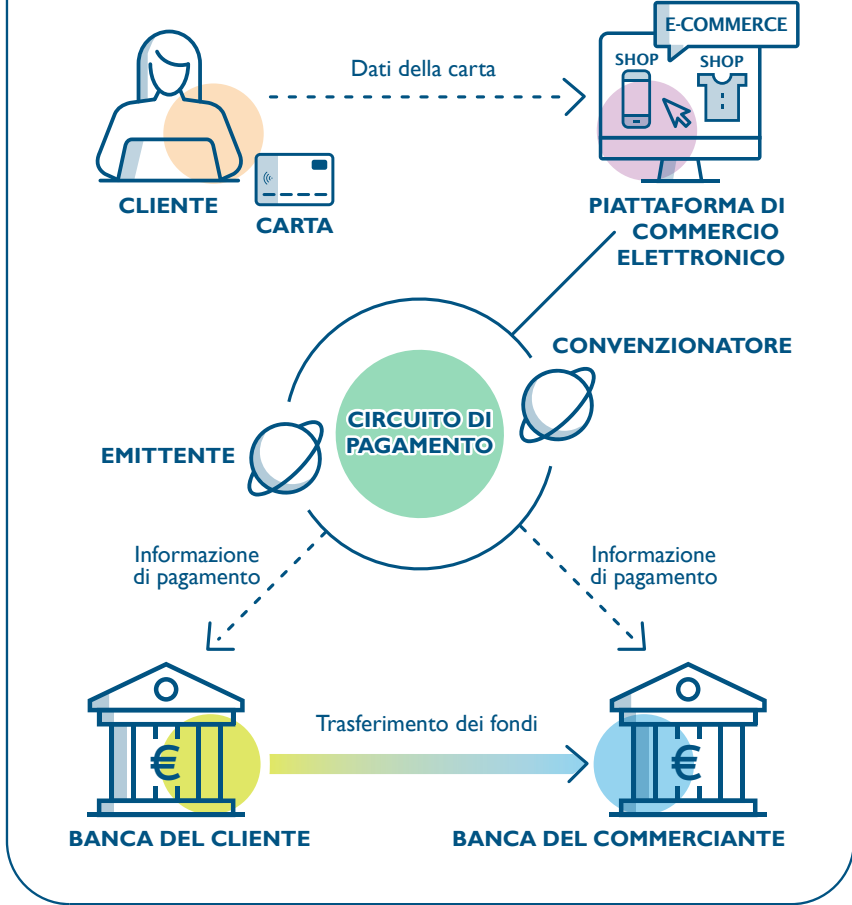 E-COMMERCE
SHOP
SHOP
Dati della carta
CLIENTE
CARTA
PIATTAFORMA DI
COMMERCIO
ELETTRONICO
CONVENZIONATORE
CIRCUITO DI
PAGAMENTO
EMITTENTE
Informazione
di pagamento
Informazione
di pagamento
Trasferimento dei fondi
€
€
BANCA DEL CLIENTE
BANCA DEL COMMERCIANTE